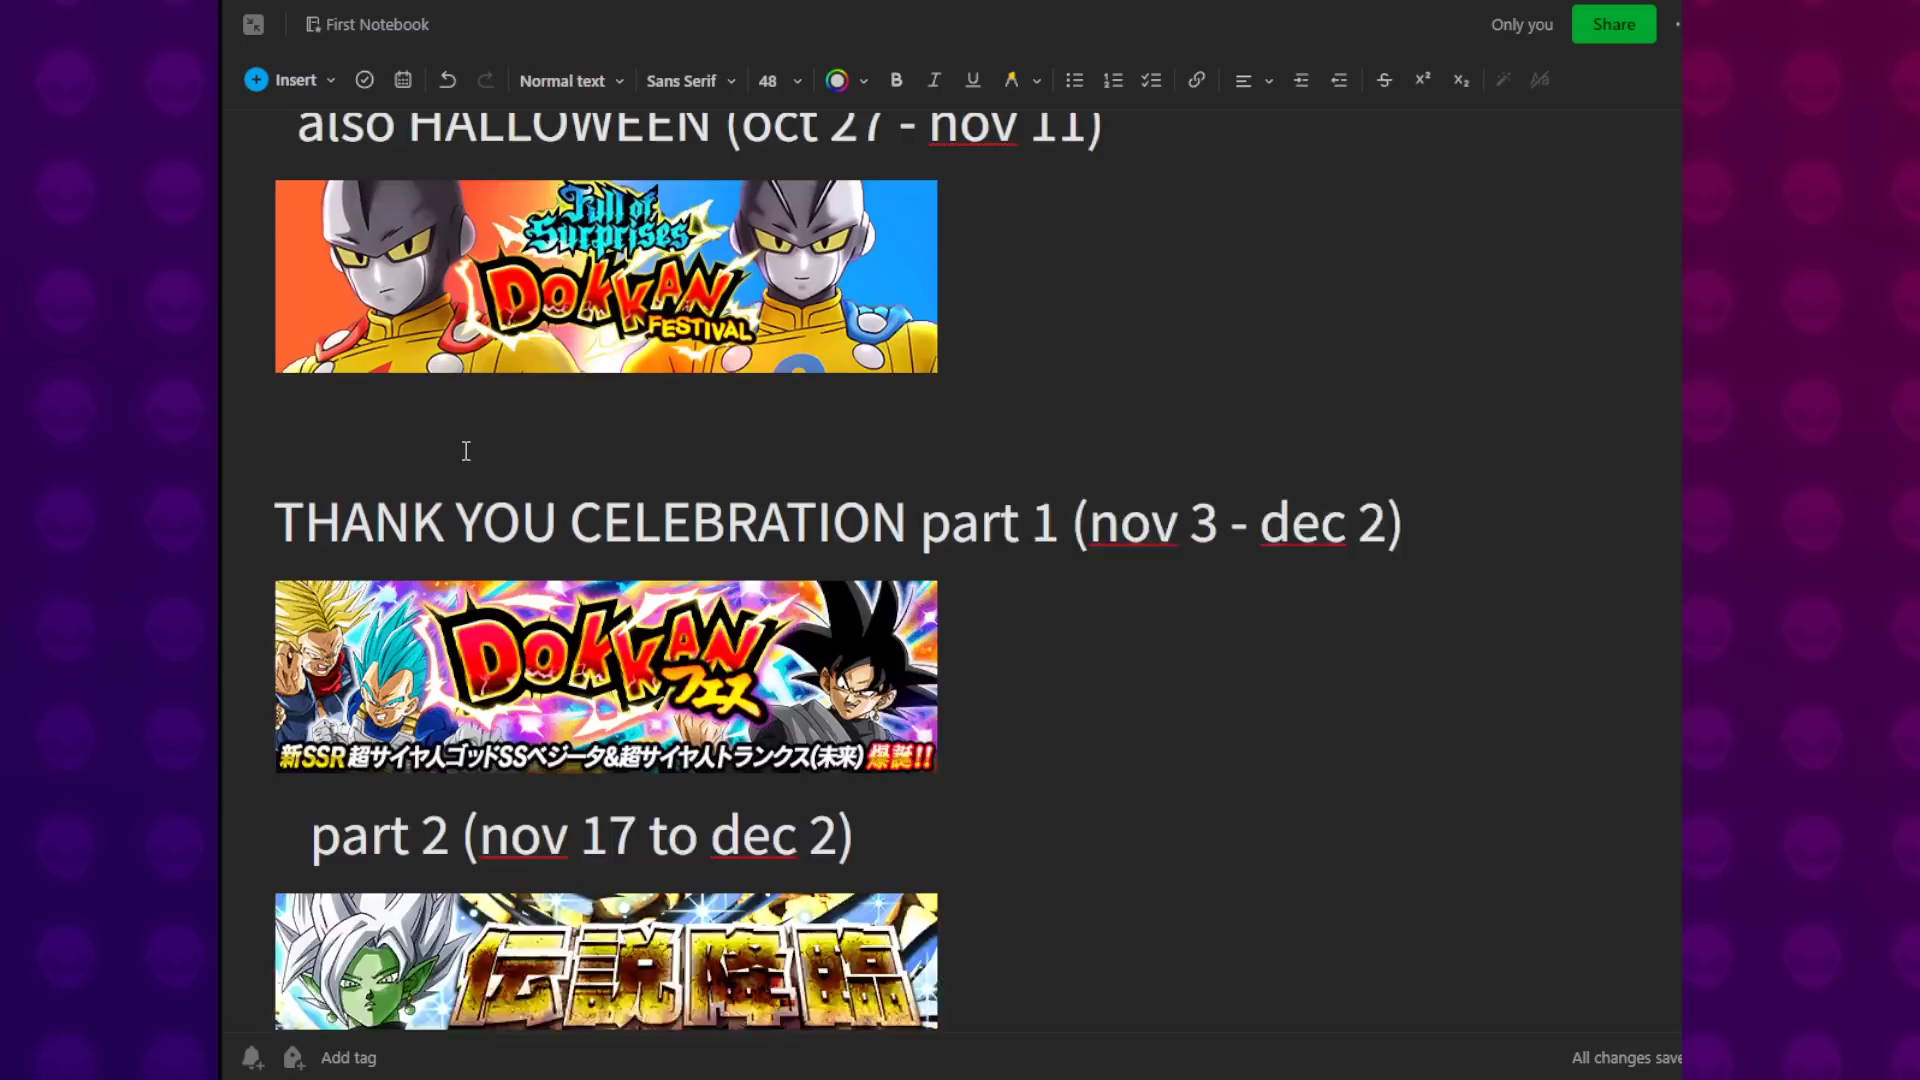 First Notebook
Only you
Share
Insert
Normal text
Sans Serif
48
B I U
x² x₂
also HALLOWEEN (oct 27 - nov 11)
Full of
Surprises
DOKKAN
FESTIVAL
THANK YOU CELEBRATION part 1 (nov 3 - dec 2)
DOKKAN
フェス
新SSR 超サイヤ人ゴッドSSベジータ&超サイヤ人トランクス(未来) 爆誕!!
part 2 (nov 17 to dec 2)
伝説降臨
Add tag
All changes save